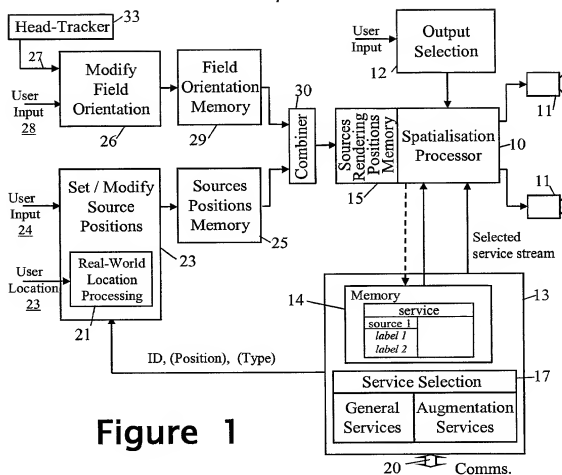 Head-Tracker
33
27
User
Input
28
Modify
Field
Orientation
26
Field
Orientation
Memory
29
30
Combiner
User
Input
Output
Selection
12
Sources
Rendering
Positions
Memory
15
Spatialisation
Processor
10
11
11
User
Input
24
Set / Modify
Source
Positions
23
Sources
Positions
Memory
25
User
Location
23
Real-World
Location
Processing
21
Selected
service stream
13
14
Memory
service
source 1
label 1
label 2
ID, (Position), (Type)
Service Selection
17
General
Services
Augmentation
Services
20
Comms.
Figure 1